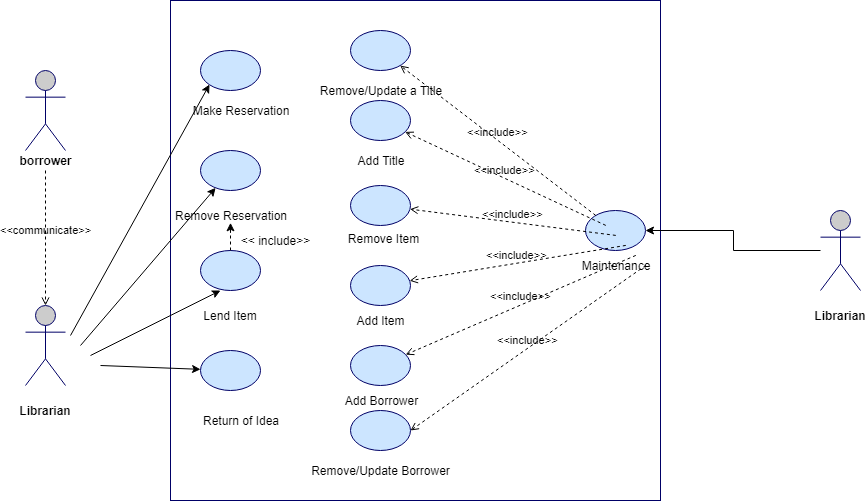 Remove/Update a Title
Make Reservation
<<include>>
Add Title
borrower
<<include>>
Remove Reservation
<<include>>
<<communicate>>
Remove Item
<< include>>
<<include>>
Maintenance
<<include>>
Lend Item
Add Item
Librarian
<<include>>
Add Borrower
Librarian
Return of Idea
Remove/Update Borrower